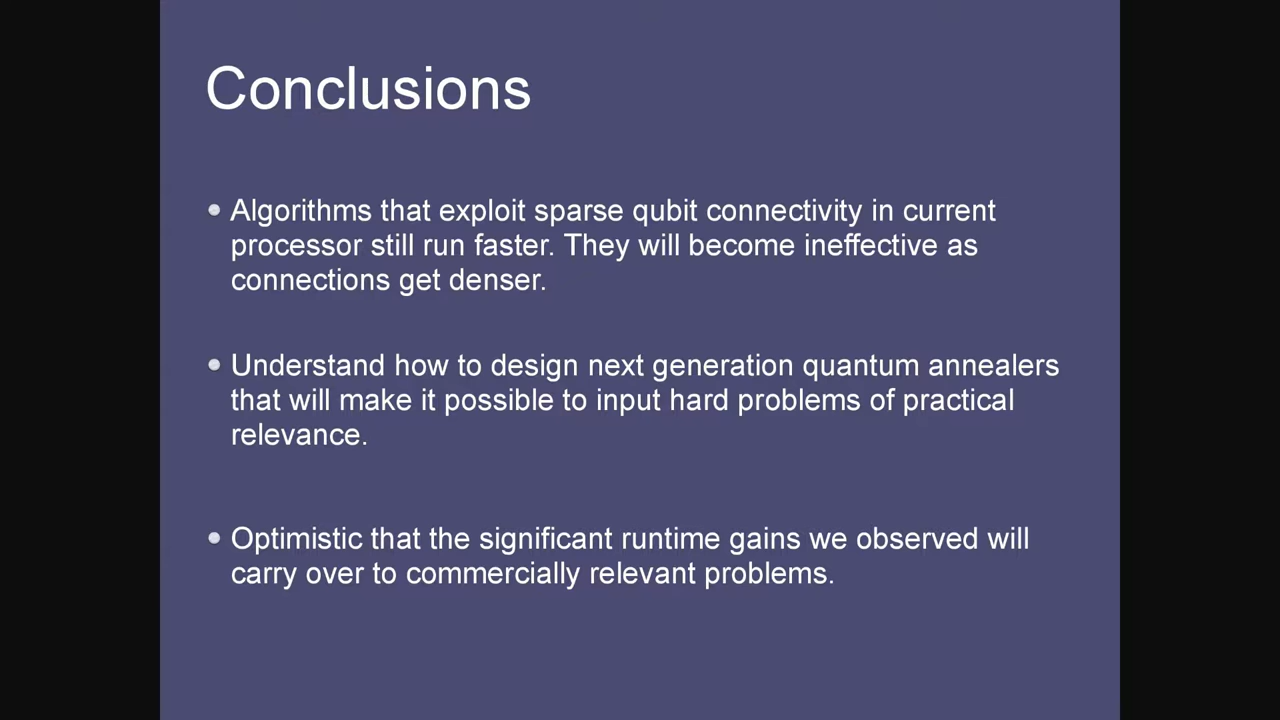 Conclusions
Algorithms that exploit sparse qubit connectivity in current
processor still run faster. They will become ineffective as
connections get denser.
Understand how to design next generation quantum annealers
that will make it possible to input hard problems of practical
relevance.
Optimistic that the significant runtime gains we observed will
carry over to commercially relevant problems.